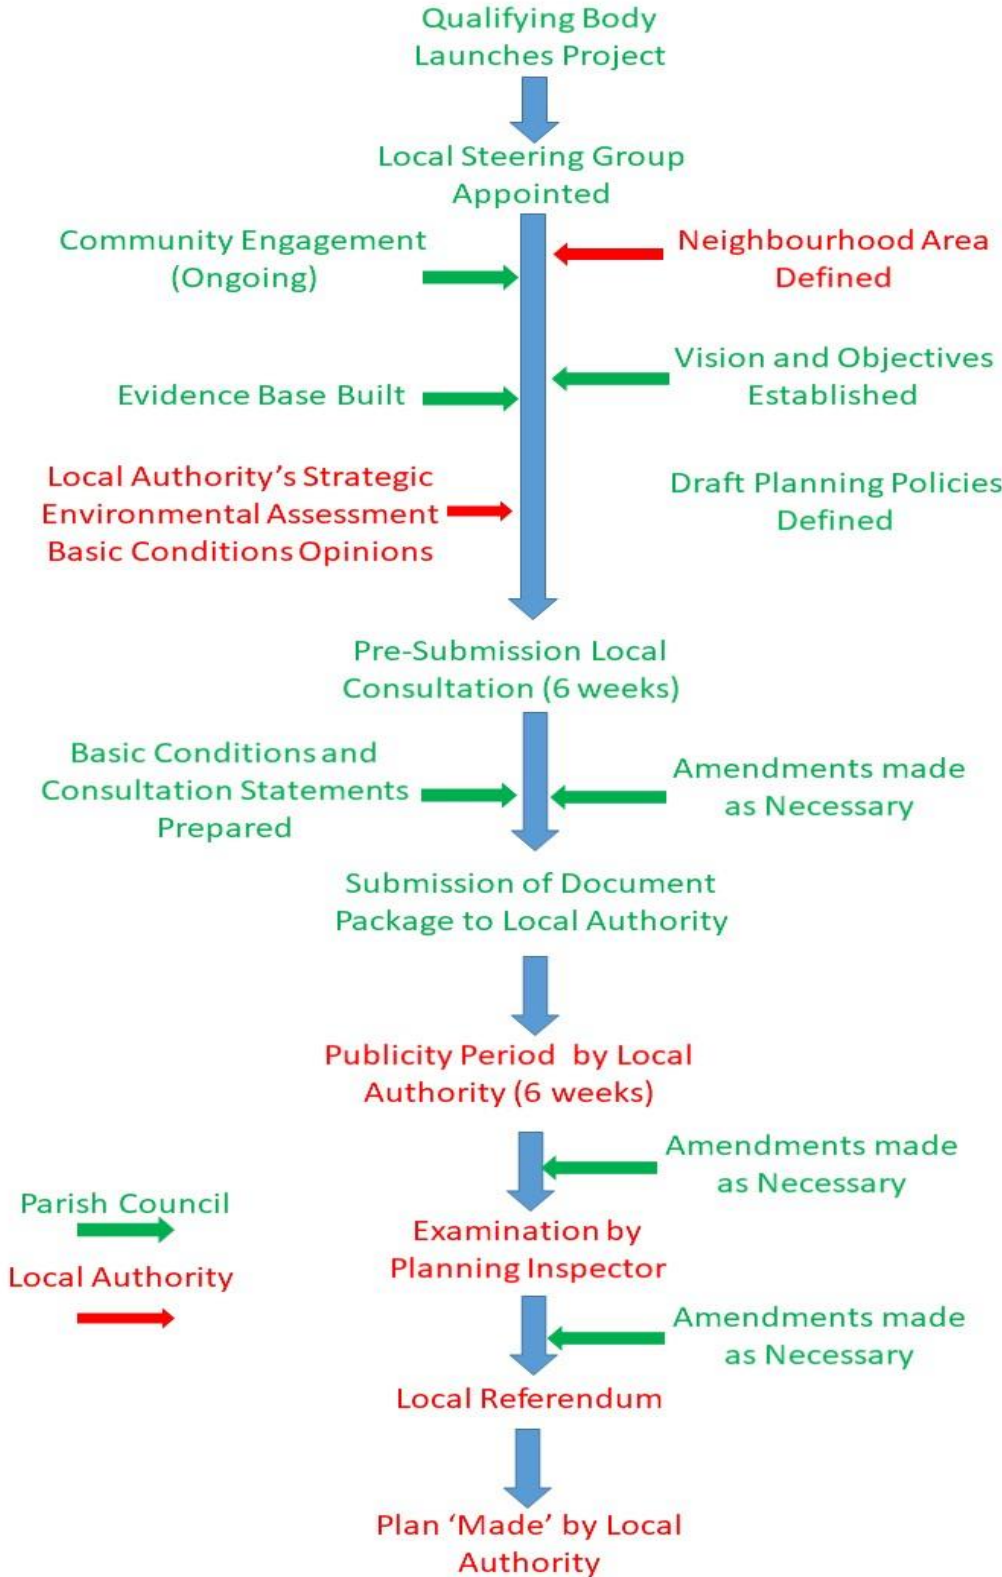 Qualifying Body
Launches Project
Local Steering Group
Appointed
Community Engagement
(Ongoing)
Neighbourhood Area
Defined
Vision and Objectives
Established
Evidence Base Built
Local Authority’s Strategic
Environmental Assessment
Basic Conditions Opinions
Draft Planning Policies
Defined
Pre-Submission Local
Consultation (6 weeks)
Basic Conditions and
Consultation Statements
Prepared
Amendments made
as Necessary
Submission of Document
Package to Local Authority
Publicity Period by Local
Authority (6 weeks)
Amendments made
as Necessary
Parish Council
Local Authority
Examination by
Planning Inspector
Amendments made
as Necessary
Local Referendum
Plan ‘Made’ by Local
Authority